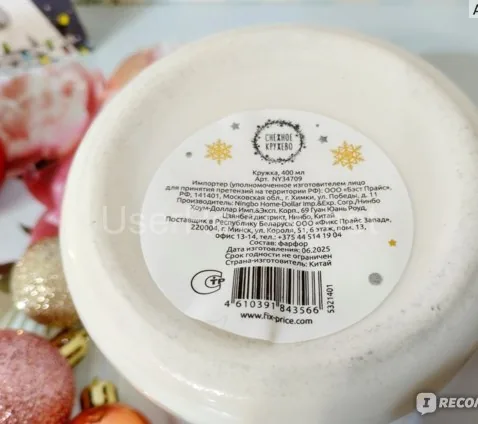 СНЕЖНОЕ
КРУЖЕВО
Кружка, 400 мл
Арт. NY34709
Импортер (уполномоченное изготовителем лицо
для принятия претензий на территории РФ): ООО «Бэст Прайс»,
РФ, 141401, Московская обл., г. Химки, ул. Победы, д. 11
Производитель: Ningbo Home-Dollar Imp.&Exp. Corp./Нинбо
Хоум-Доллар Имп.&Эксп. Корп., 69 Гуан Юань Роуд,
Цзянбей дистрикт, Нинбо, Китай
Поставщик в Республику Беларусь: ООО «Фикс Прайс Запад»,
220004, г. Минск, ул. Короля, 51, 6 этаж, пом. 13,
офис 13-14, тел.: +375 44 514 19 04
Состав: фарфор
Дата изготовления: 06.2025
Срок годности не ограничен
Страна-изготовитель: Китай
СТР
4 610391 843566
5321401
www.fix-price.com
I RECOM